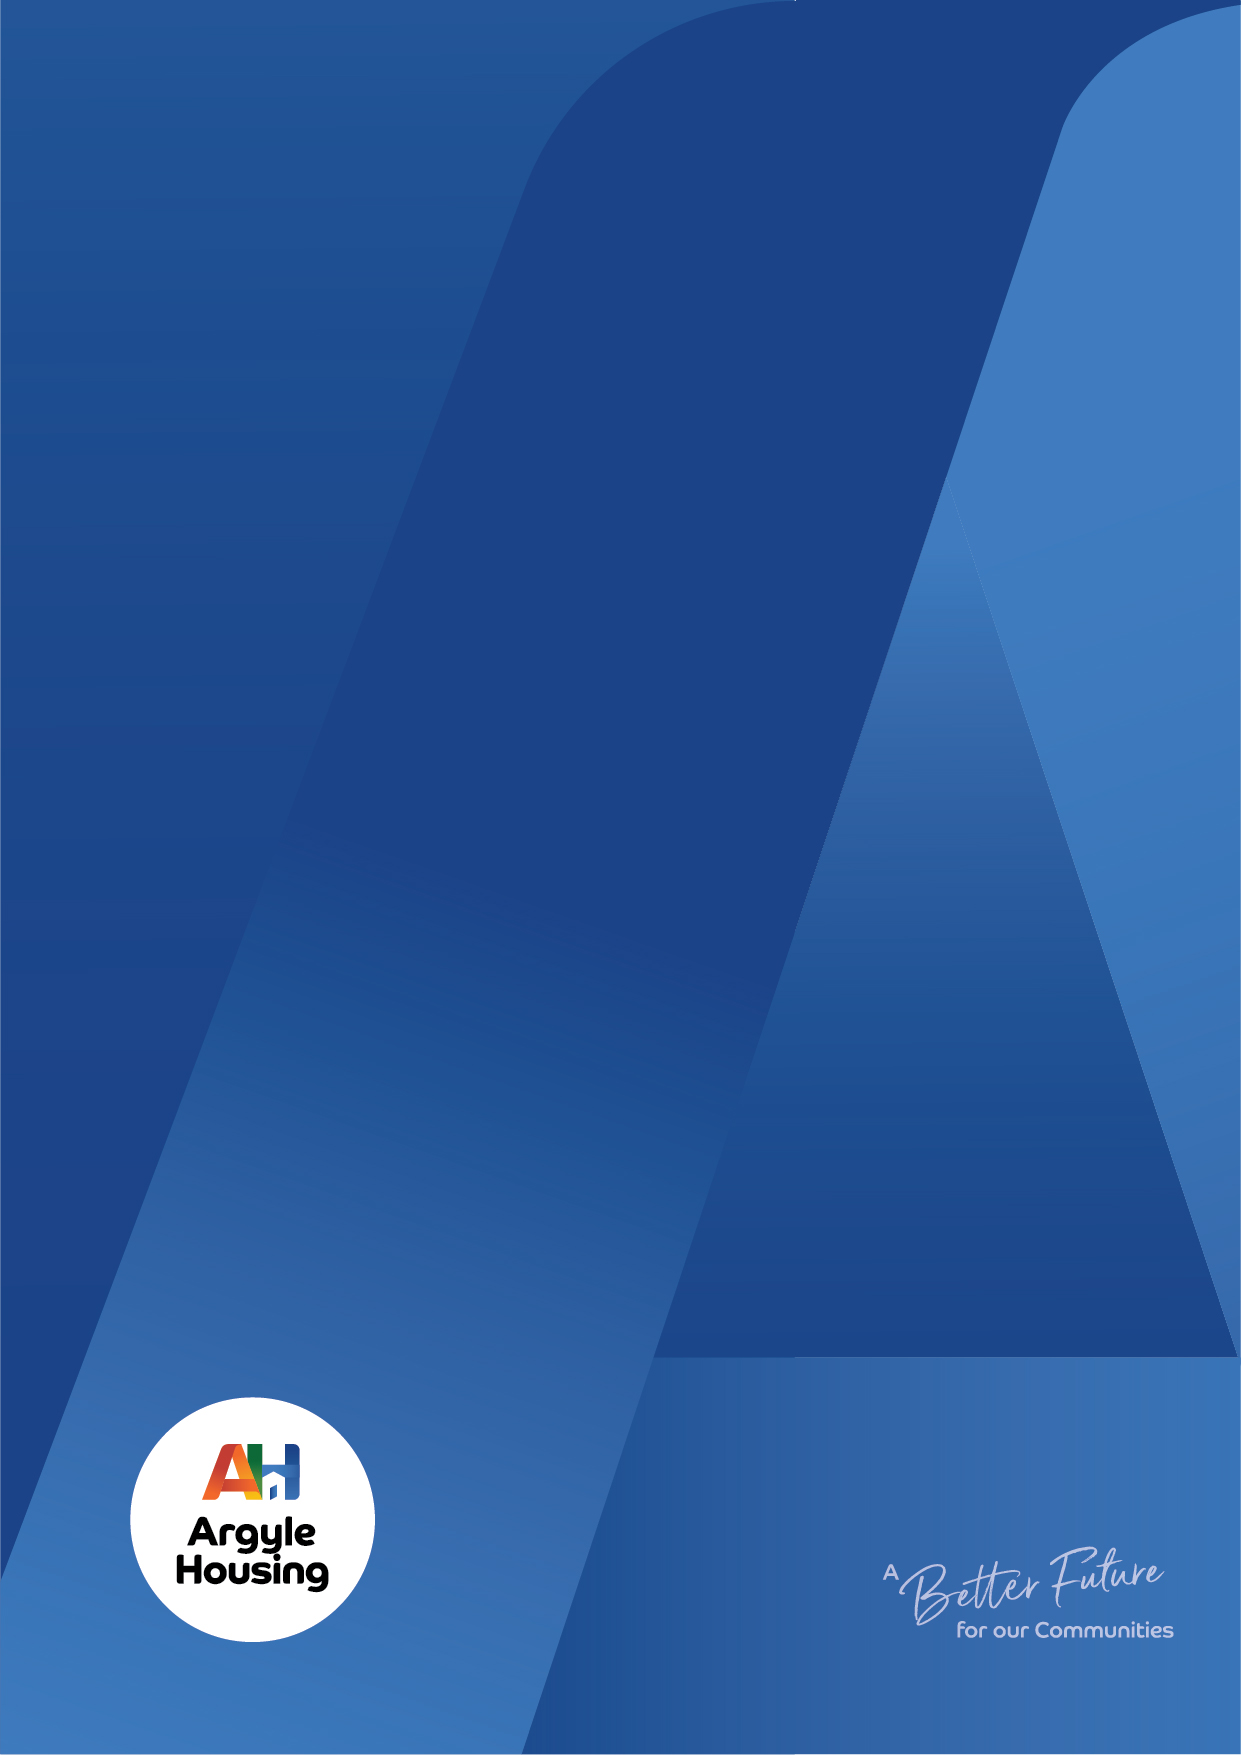 AH
Argyle
Housing
A Better Future
for our Communities